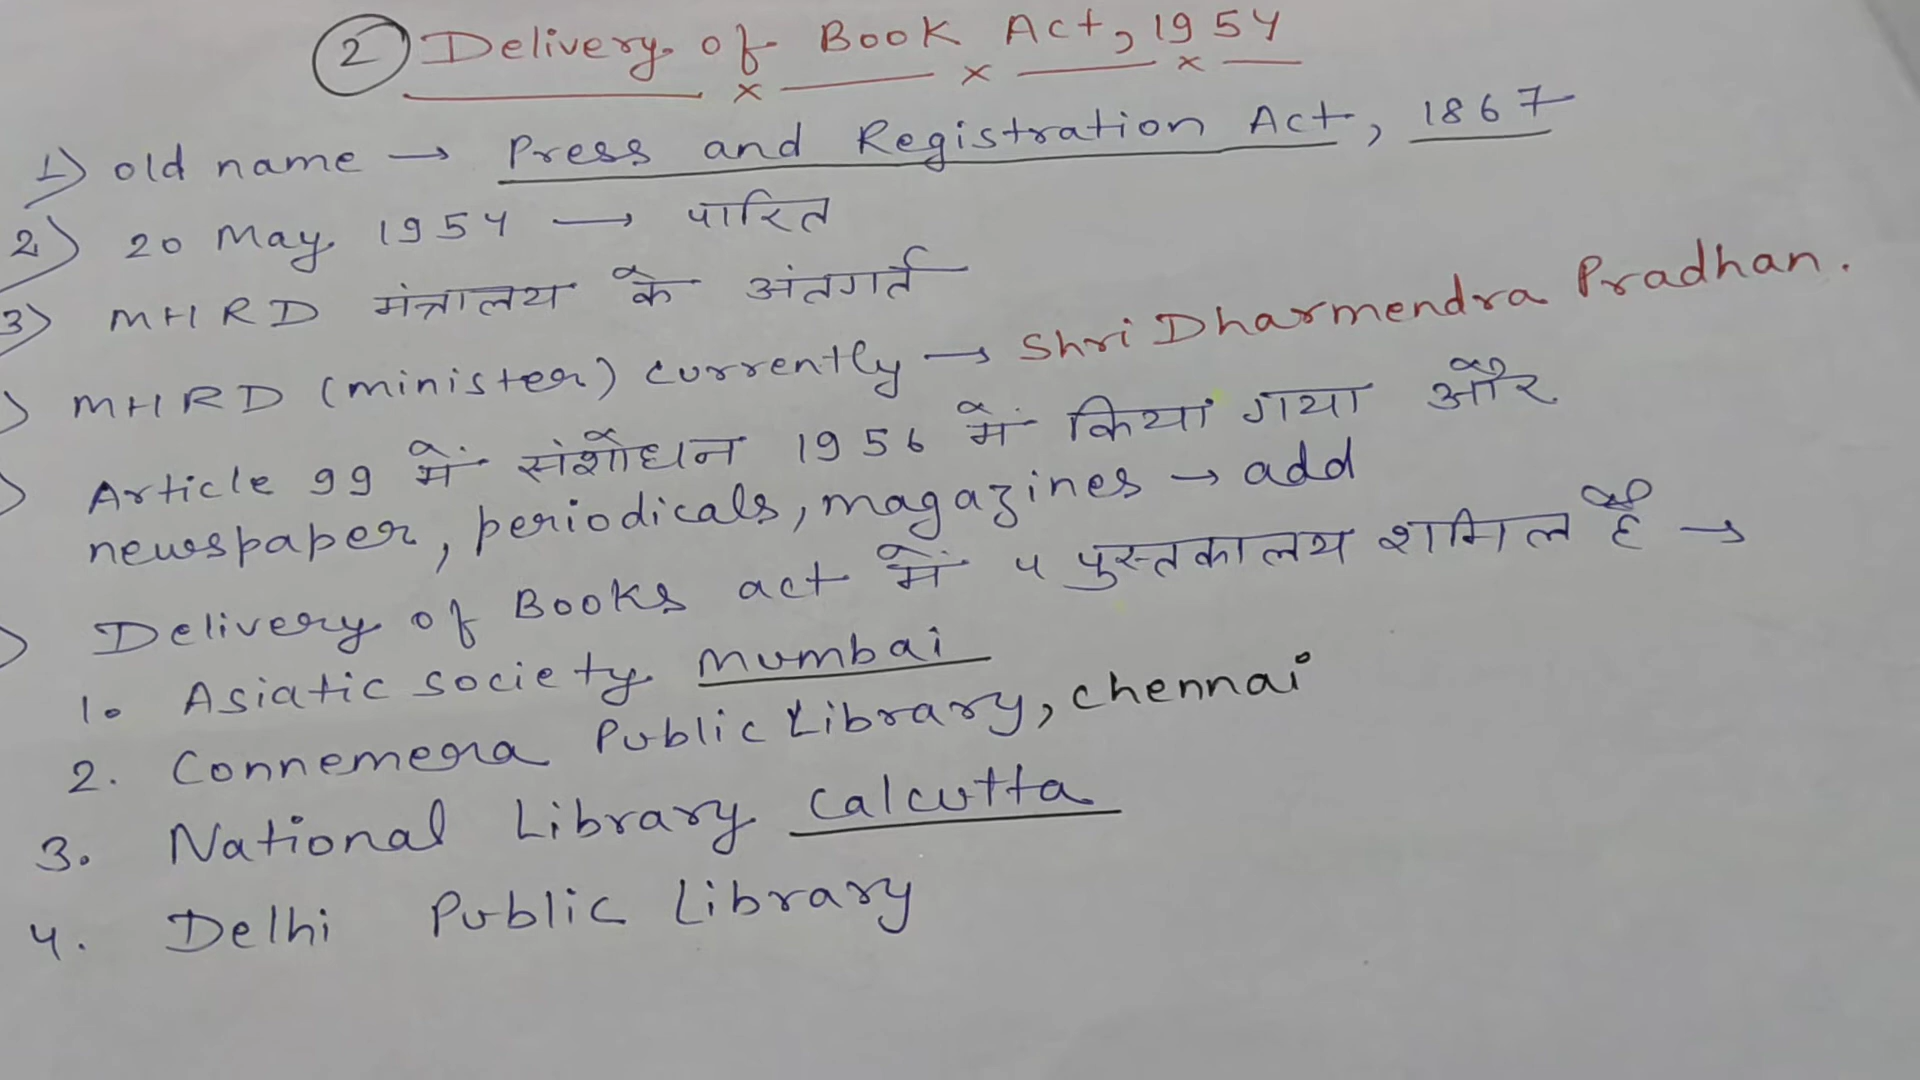 2 Delivery of Book Act, 1954
1) old name → Press and Registration Act, 1867
2) 20 May 1954 → पारित
3) MHRD मंत्रालय के अंतगर्त
) MHRD (minister) currently → Shri Dharmendra Pradhan.
) Article 99 में संशोधन 1956 में कियां गया और
newspaper, periodicals, magazines → add
) Delivery of Books act में 4 पुस्तकालय शामिल है →
1. Asiatic society Mumbai
2. Connemera Public Library, chennai
3. National Library Calcutta
4. Delhi Public Library